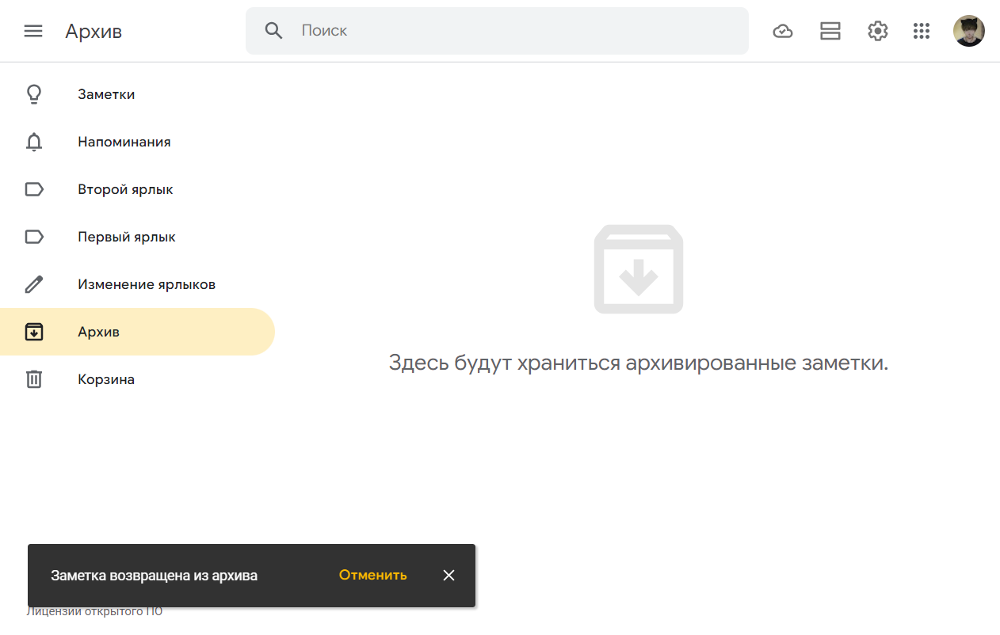 Архив
Поиск
Заметки
Напоминания
Второй ярлык
Первый ярлык
Изменение ярлыков
Архив
Корзина
Здесь будут храниться архивированные заметки.
Заметка возвращена из архива Отменить
Лицензии открытого ПО